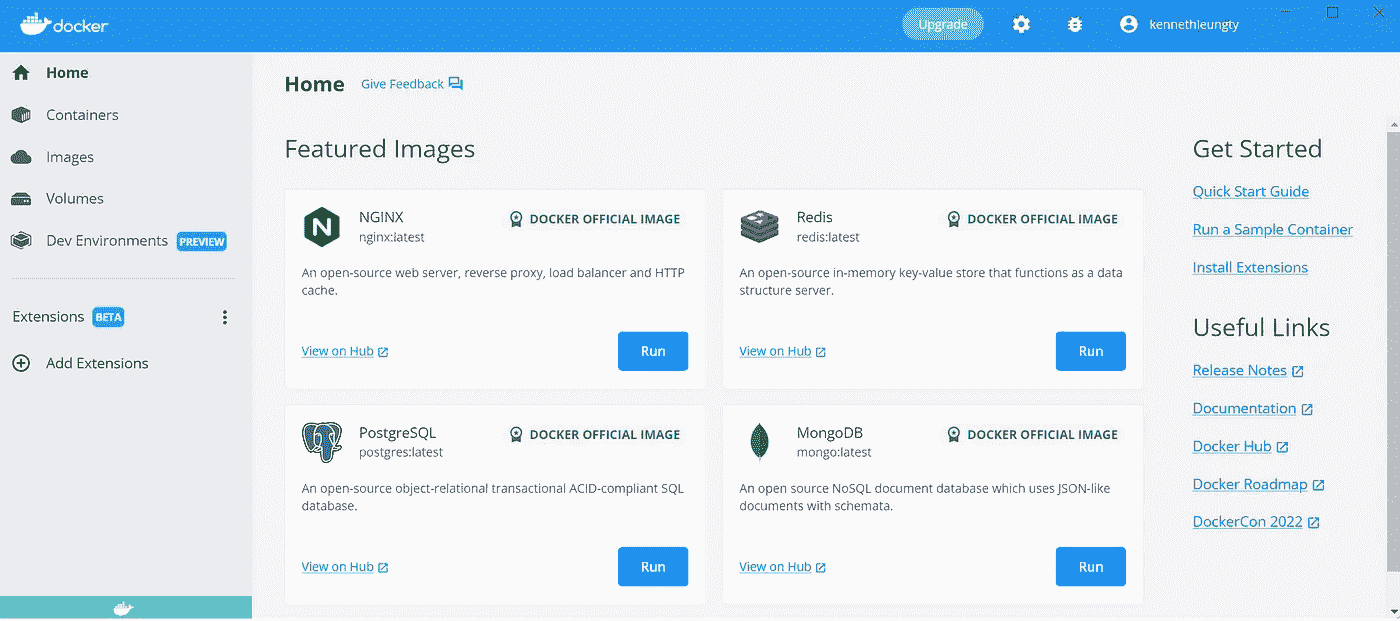 docker
Upgrade
kennethleungty
Home
Containers
Images
Volumes
Dev Environments PREVIEW
Extensions BETA
Add Extensions
Home Give Feedback
Featured Images
NGINX
nginx:latest
DOCKER OFFICIAL IMAGE
An open-source web server, reverse proxy, load balancer and HTTP
cache.
View on Hub
Run
Redis
redis:latest
DOCKER OFFICIAL IMAGE
An open-source in-memory key-value store that functions as a data
structure server.
View on Hub
Run
PostgreSQL
postgres:latest
DOCKER OFFICIAL IMAGE
An open-source object-relational transactional ACID-compliant SQL
database.
View on Hub
Run
MongoDB
mongo:latest
DOCKER OFFICIAL IMAGE
An open source NoSQL document database which uses JSON-like
documents with schemata.
View on Hub
Run
Get Started
Quick Start Guide
Run a Sample Container
Install Extensions
Useful Links
Release Notes
Documentation
Docker Hub
Docker Roadmap
DockerCon 2022